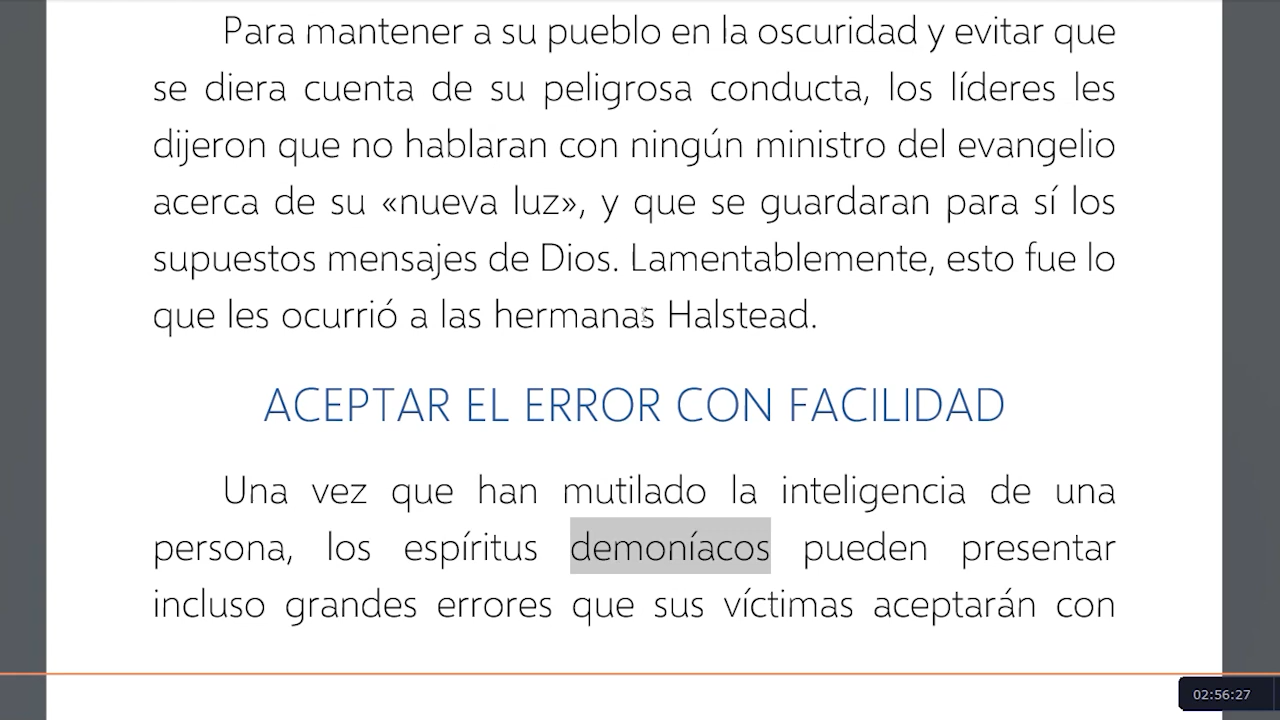 Para mantener a su pueblo en la oscuridad y evitar que
se diera cuenta de su peligrosa conducta, los líderes les
dijeron que no hablaran con ningún ministro del evangelio
acerca de su «nueva luz», y que se guardaran para sí los
supuestos mensajes de Dios. Lamentablemente, esto fue lo
que les ocurrió a las hermanas Halstead.
ACEPTAR EL ERROR CON FACILIDAD
Una vez que han mutilado la inteligencia de una
persona, los espíritus demoníacos pueden presentar
incluso grandes errores que sus víctimas aceptarán con
02:56:27